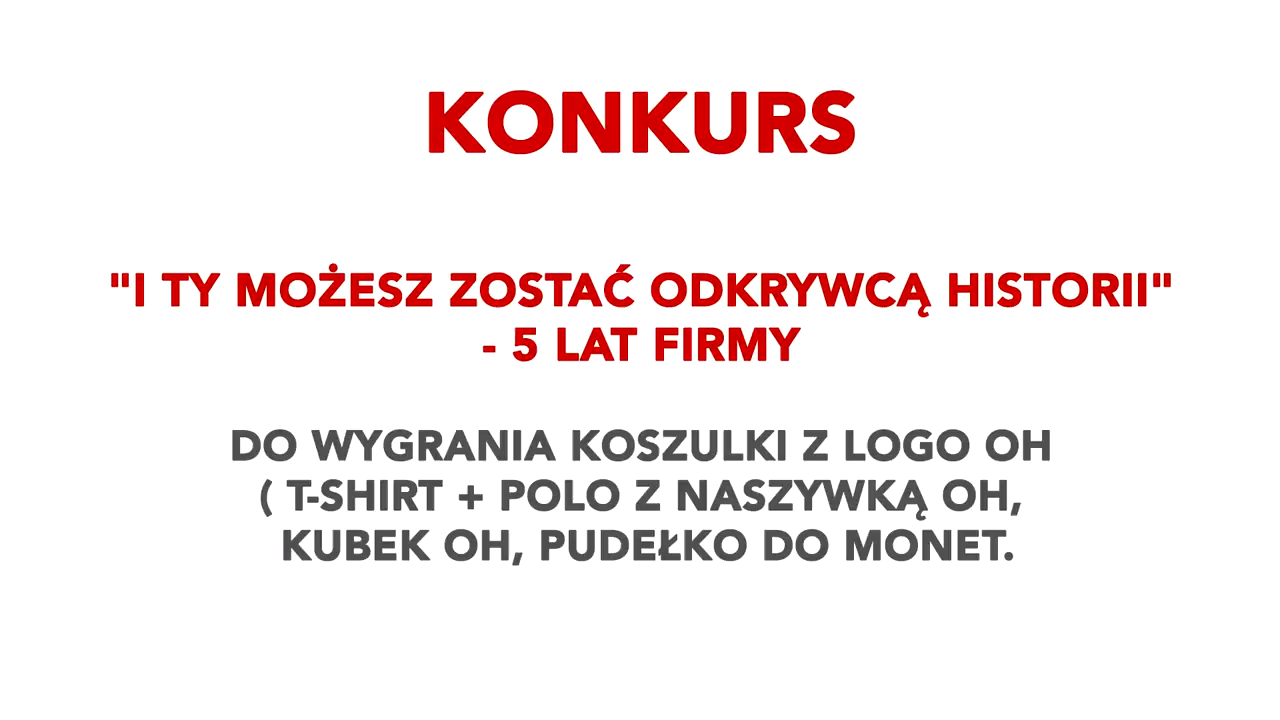 KONKURS
"I TY MOŻESZ ZOSTAĆ ODKRYWCĄ HISTORII"
- 5 LAT FIRMY
DO WYGRANIA KOSZULKI Z LOGO OH
( T-SHIRT + POLO Z NASZYWKĄ OH,
KUBEK OH, PUDEŁKO DO MONET.